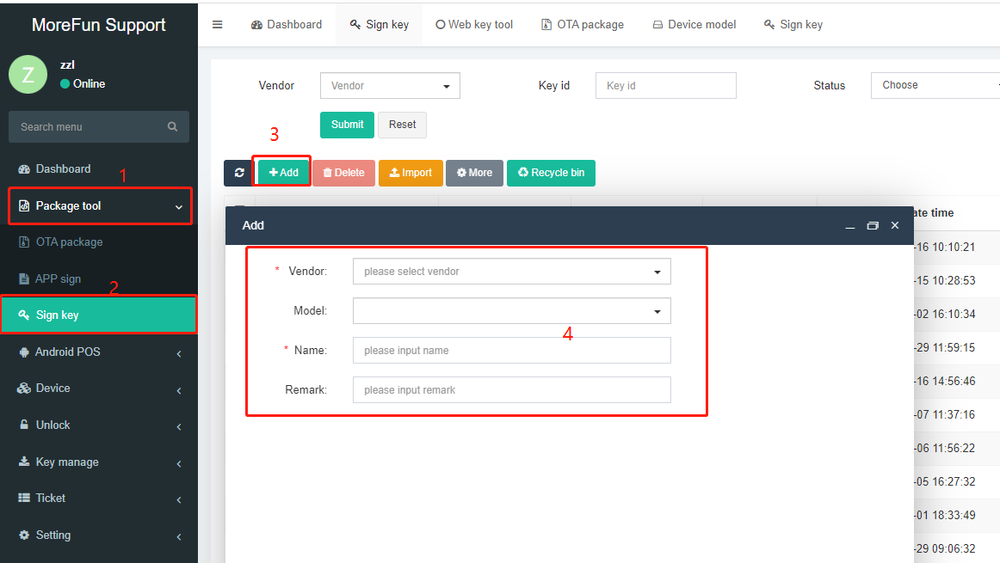 MoreFun Support
Z
zzl
Online
Search menu
Dashboard
1
Package tool
OTA package
APP sign
2
Sign key
Android POS
Device
Unlock
Key manage
Ticket
Setting
Dashboard Sign key Web key tool OTA package Device model Sign key
Vendor Vendor Key id Key id Status Choose
Submit Reset
3
Add Delete Import More Recycle bin
Add
ate time
* Vendor: please select vendor
Model:
4
* Name: please input name
Remark: please input remark
-16 10:10:21
-15 10:28:53
-02 16:10:34
-29 11:59:15
-16 14:56:46
-07 11:37:16
-06 11:56:22
-05 16:27:32
-01 18:33:49
-29 09:06:32